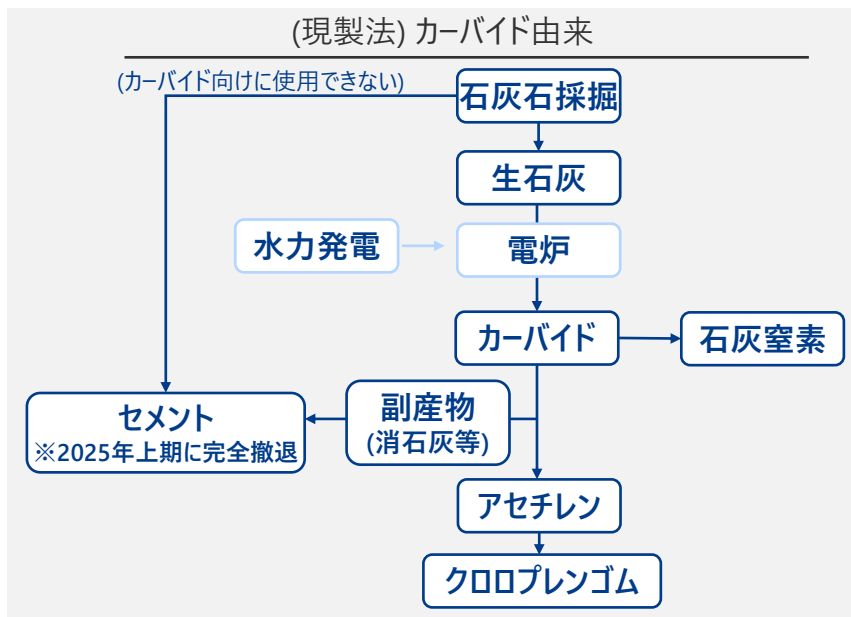 (現製法) カーバイド由来
(カーバイド向けに使用できない)
石灰石採掘
生石灰
水力発電
電炉
カーバイド
石灰窒素
セメント
※2025年上期に完全撤退
副産物
(消石灰等)
アセチレン
クロロプレンゴム